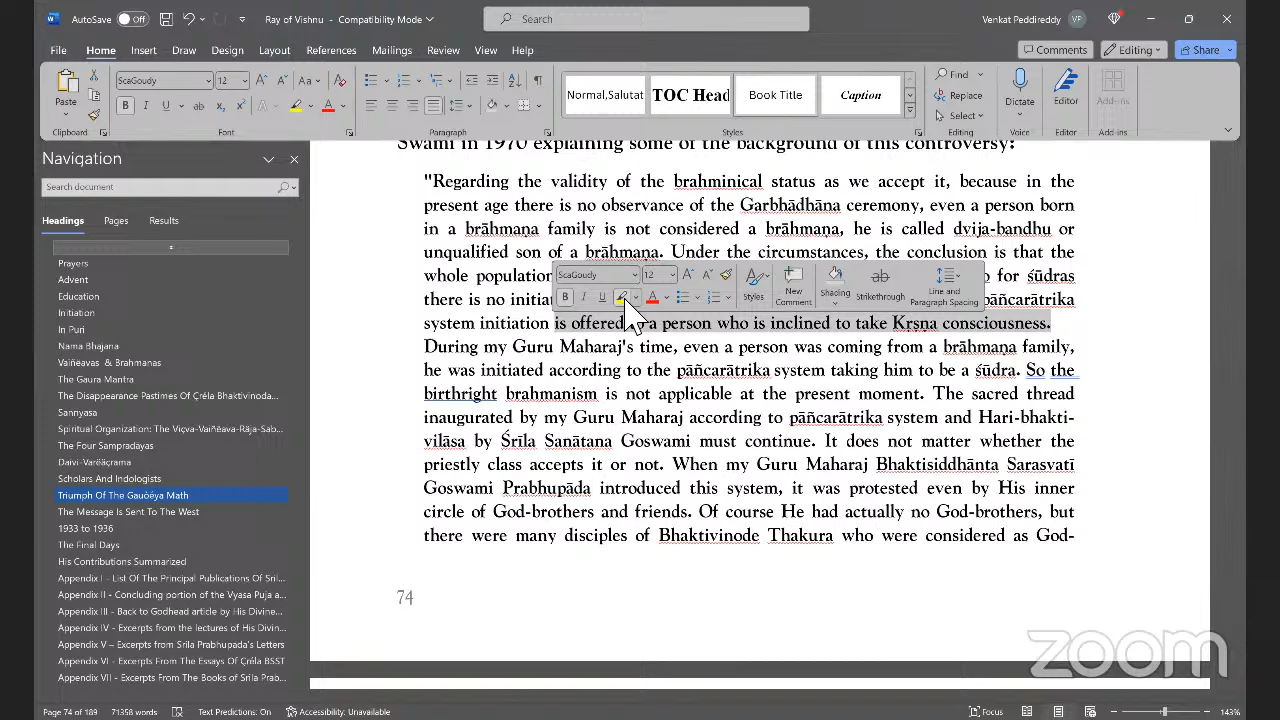 AutoSave Off Ray of Vishnu - Compatibility Mode Search Venkat Peddireddy VP
File Home Insert Draw Design Layout References Mailings Review View Help Comments Editing Share
Paste Clipboard
ScaGoudy 12 Aa B I U ab x₂ x² A A Font
Paragraph
Normal,Salutat TOC Head Book Title Caption Styles
Find Replace Select Editing
Dictate Voice
Editor Editor
Add-ins Add-ins
Navigation
Search document
Headings Pages Results
Prayers
Advent
Education
Initiation
In Puri
Nama Bhajana
Vaiñëavas & Brahmanas
The Gaura Mantra
The Disappearance Pastimes Of Çréla Bhaktivinoda...
Sannyasa
Spiritual Organization: The Viçva-Vaiñëava-Räja-Sab...
The Four Sampradäyas
Daivi-Varëäçrama
Scholars And Indologists
Triumph Of The Gauòéya Math
The Message Is Sent To The West
1933 to 1936
The Final Days
His Contributions Summarized
Appendix I - List Of The Principal Publications Of Sril...
Appendix II - Concluding portion of the Vyasa Puja a...
Appendix III - Back to Godhead article by His Divine...
Appendix IV - Excerpts from the lectures of His Divin...
Appendix V – Excerpts from Srila Prabhupada's Letters
Appendix VI - Excerpts From The Essays Of Çréla BSST
Appendix VII - Excerpts From The Books of Srila Prab...
Swami in 1970 explaining some of the background of this controversy:
"Regarding the validity of the brahminical status as we accept it, because in the
present age there is no observance of the Garbhādhāna ceremony, even a person born
in a brāhmaṇa family is not considered a brāhmaṇa, he is called dvija-bandhu or
unqualified son of a brāhmaṇa. Under the circumstances, the conclusion is that the
whole population for śūdras
there is no initia pāñcarātrika
system initiation is offered a person who is inclined to take Kṛṣṇa consciousness.
During my Guru Maharaj's time, even a person was coming from a brāhmaṇa family,
he was initiated according to the pāñcarātrika system taking him to be a śūdra. So the
birthright brahmanism is not applicable at the present moment. The sacred thread
inaugurated by my Guru Maharaj according to pāñcarātrika system and Hari-bhakti-
vilāsa by Śrīla Sanātana Goswami must continue. It does not matter whether the
priestly class accepts it or not. When my Guru Maharaj Bhaktisiddhānta Sarasvatī
Goswami Prabhupāda introduced this system, it was protested even by His inner
circle of God-brothers and friends. Of course He had actually no God-brothers, but
there were many disciples of Bhaktivinode Thakura who were considered as God-
74
ScaGoudy 12 B I U A Styles New Comment Shading Strikethrough Line and Paragraph Spacing
zoom
Page 74 of 189 71358 words Text Predictions: On Accessibility: Unavailable Focus 143%